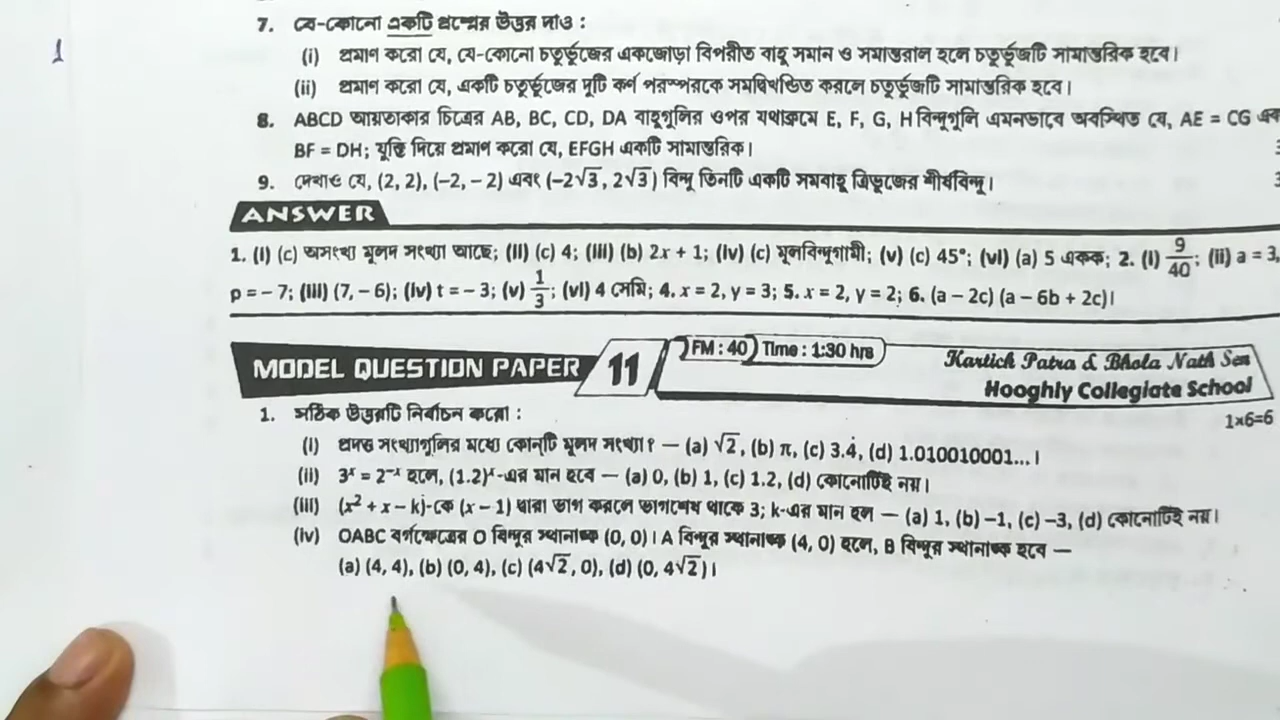 1
7. যে-কোনো একটি প্রশ্নের উত্তর দাও :
(i) প্রমাণ করো যে, যে-কোনো চতুর্ভুজের একজোড়া বিপরীত বাহু সমান ও সমান্তরাল হলে চতুর্ভুজটি সামান্তরিক হবে।
(ii) প্রমাণ করো যে, একটি চতুর্ভুজের দুটি কর্ণ পরস্পরকে সমদ্বিখণ্ডিত করলে চতুর্ভুজটি সামান্তরিক হবে।
8. ABCD আয়তাকার চিত্রের AB, BC, CD, DA বাহুগুলির ওপর যথাক্রমে E, F, G, H বিন্দুগুলি এমনভাবে অবস্থিত যে, AE = CG এবং
BF = DH; যুক্তি দিয়ে প্রমাণ করো যে, EFGH একটি সামান্তরিক।
9. দেখাও যে, (2, 2), (–2, – 2) এবং (–2√3, 2√3) বিন্দু তিনটি একটি সমবাহু ত্রিভুজের শীর্ষবিন্দু।
ANSWER
1. (i) (c) অসংখ্য মূলদ সংখ্যা আছে; (ii) (c) 4; (iii) (b) 2x + 1; (iv) (c) মূলবিন্দুগামী; (v) (c) 45°; (vi) (a) 5 একক; 2. (i) 9/40; (ii) a = 3,
p = – 7; (iii) (7, – 6); (iv) t = – 3; (v) 1/3; (vi) 4 সেমি; 4. x = 2, y = 3; 5. x = 2, y = 2; 6. (a – 2c) (a – 6b + 2c)।
MODEL QUESTION PAPER 11 FM : 40 Time : 1:30 hrs Kartick Patra & Bhola Nath Sen
Hooghly Collegiate School
1. সঠিক উত্তরটি নির্বাচন করো : 1×6=6
(i) প্রদত্ত সংখ্যাগুলির মধ্যে কোন্‌টি মূলদ সংখ্যা? — (a) √2, (b) π, (c) 3.4̇, (d) 1.010010001...।
(ii) 3ˣ = 2⁻ˣ হলে, (1.2)ˣ-এর মান হবে — (a) 0, (b) 1, (c) 1.2, (d) কোনোটিই নয়।
(iii) (x² + x – k)-কে (x – 1) দ্বারা ভাগ করলে ভাগশেষ থাকে 3; k-এর মান হল — (a) 1, (b) –1, (c) –3, (d) কোনোটিই নয়।
(iv) OABC বর্গক্ষেত্রের O বিন্দুর স্থানাঙ্ক (0, 0)। A বিন্দুর স্থানাঙ্ক (4, 0) হলে, B বিন্দুর স্থানাঙ্ক হবে —
(a) (4, 4), (b) (0, 4), (c) (4√2, 0), (d) (0, 4√2)।